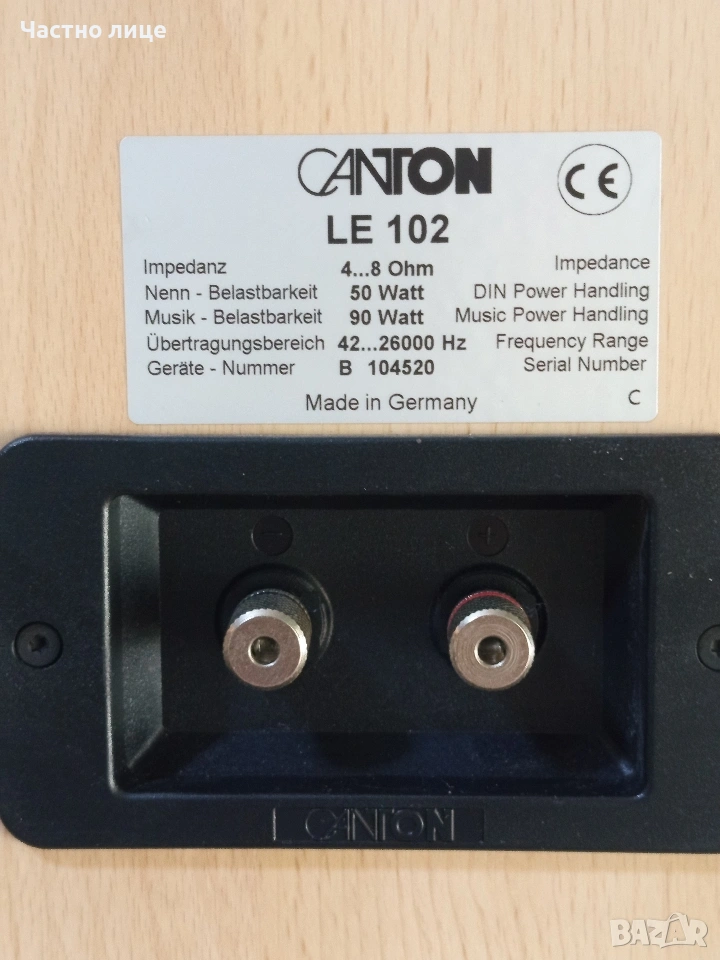 Частно лице
CANTON
CE
LE 102
Impedanz 4...8 Ohm Impedance
Nenn - Belastbarkeit 50 Watt DIN Power Handling
Musik - Belastbarkeit 90 Watt Music Power Handling
Übertragungsbereich 42...26000 Hz Frequency Range
Geräte - Nummer B 104520 Serial Number
Made in Germany C
- +
CANTON
BAZAR